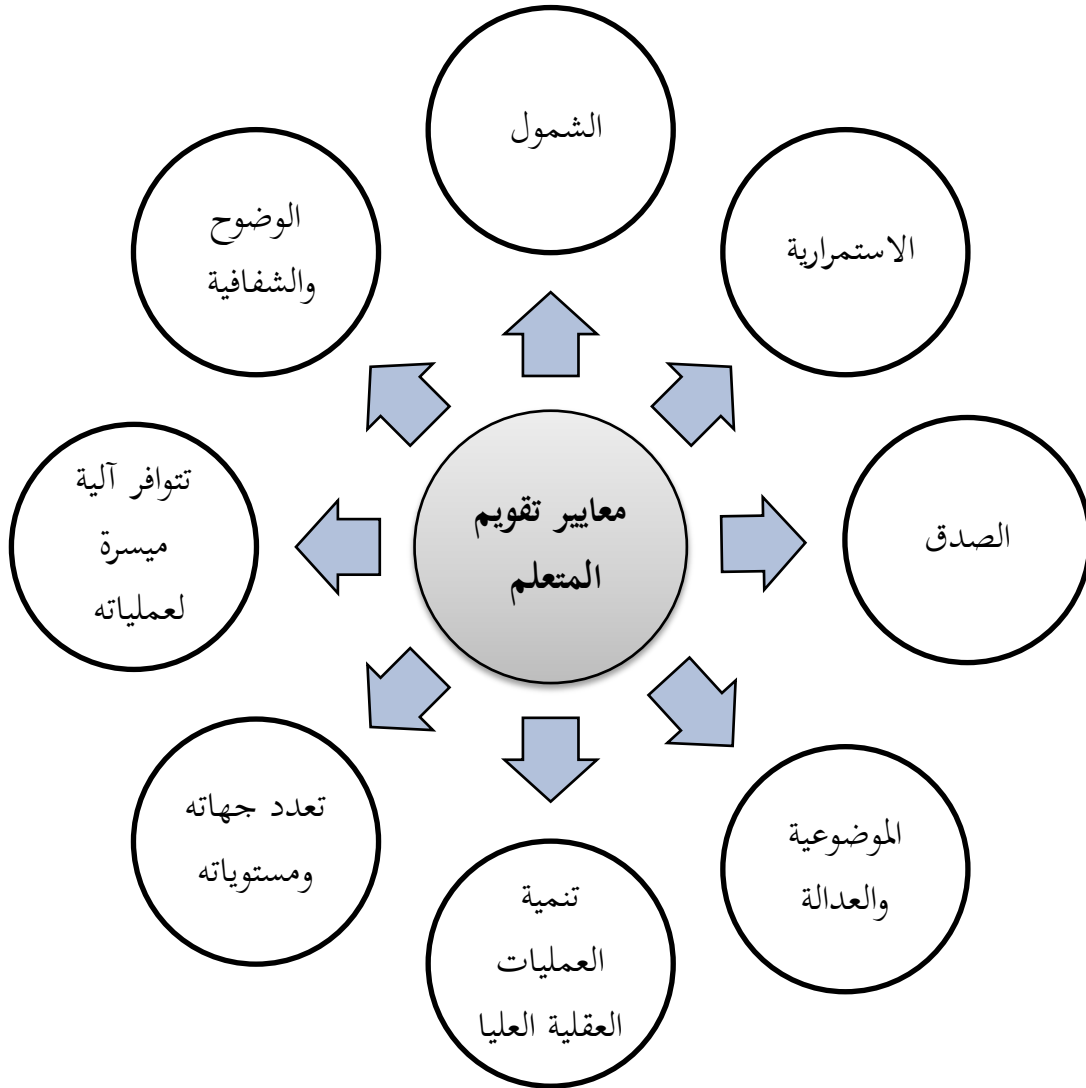 معايير تقويم
المتعلم
الشمول
الاستمرارية
الصدق
الموضوعية
والعدالة
تنمية
العمليات
العقلية العليا
تعدد جهاته
ومستوياته
تتوافر آلية
ميسرة
لعملياته
الوضوح
والشفافية